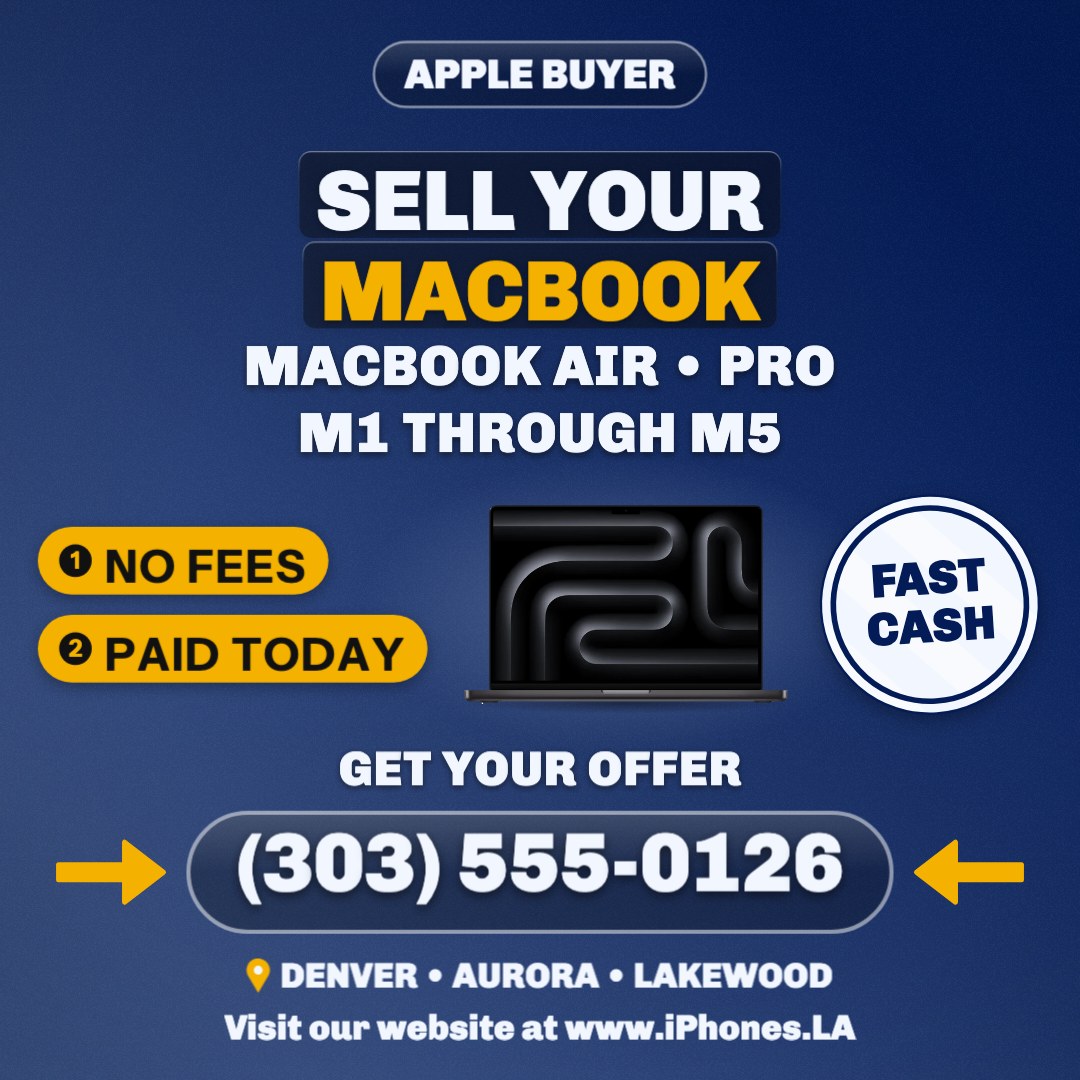 APPLE BUYER
SELL YOUR
MACBOOK
MACBOOK AIR • PRO
M1 THROUGH M5
1 NO FEES
2 PAID TODAY
FAST
CASH
GET YOUR OFFER
(303) 555-0126
DENVER • AURORA • LAKEWOOD
Visit our website at www.iPhones.LA